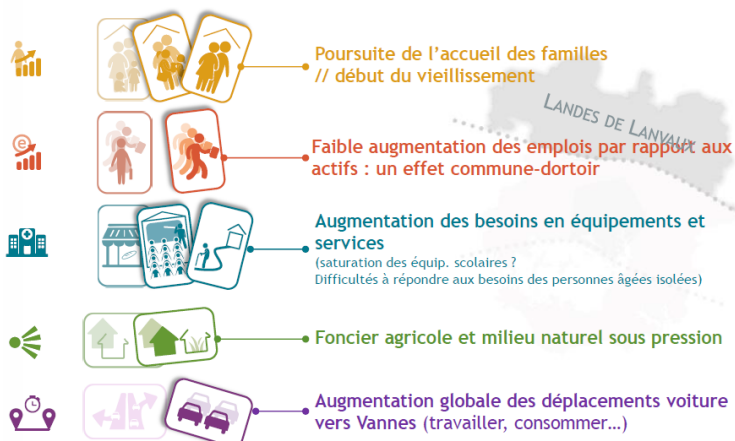 Poursuite de l'accueil des familles
// début du vieillissement
LANDES DE LANVAUX
Faible augmentation des emplois par rapport aux
actifs : un effet commune-dortoir
e
Augmentation des besoins en équipements et
services
(saturation des équip. scolaires ?
Difficultés à répondre aux besoins des personnes âgées isolées)
Foncier agricole et milieu naturel sous pression
Augmentation globale des déplacements voiture
vers Vannes (travailler, consommer…)